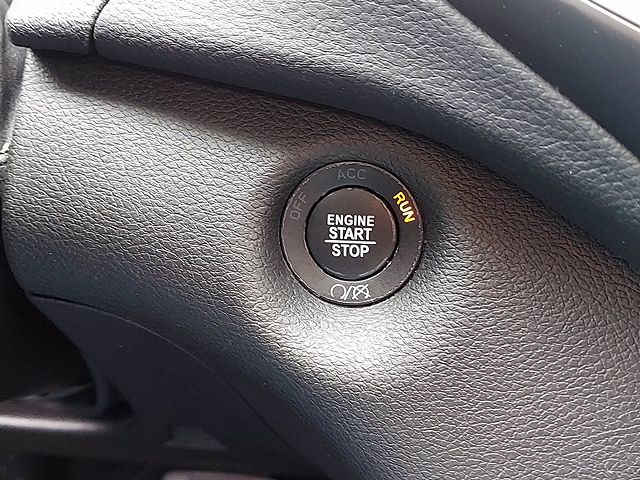 OFF
ACC
RUN
ENGINE
START
STOP